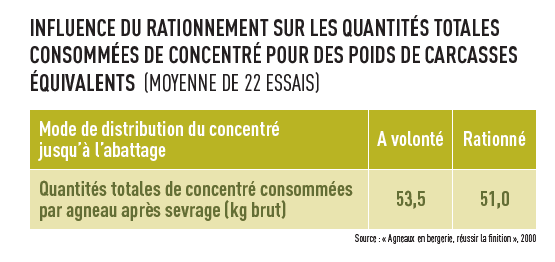 INFLUENCE DU RATIONNEMENT SUR LES QUANTITÉS TOTALES
CONSOMMÉES DE CONCENTRÉ POUR DES POIDS DE CARCASSES
ÉQUIVALENTS (MOYENNE DE 22 ESSAIS)
Mode de distribution du concentré
jusqu'à l'abattage
A volonté
Rationné
Quantités totales de concentré consommées
par agneau après sevrage (kg brut)
53,5
51,0
Source : « Agneaux en bergerie, réussir la finition », 2000